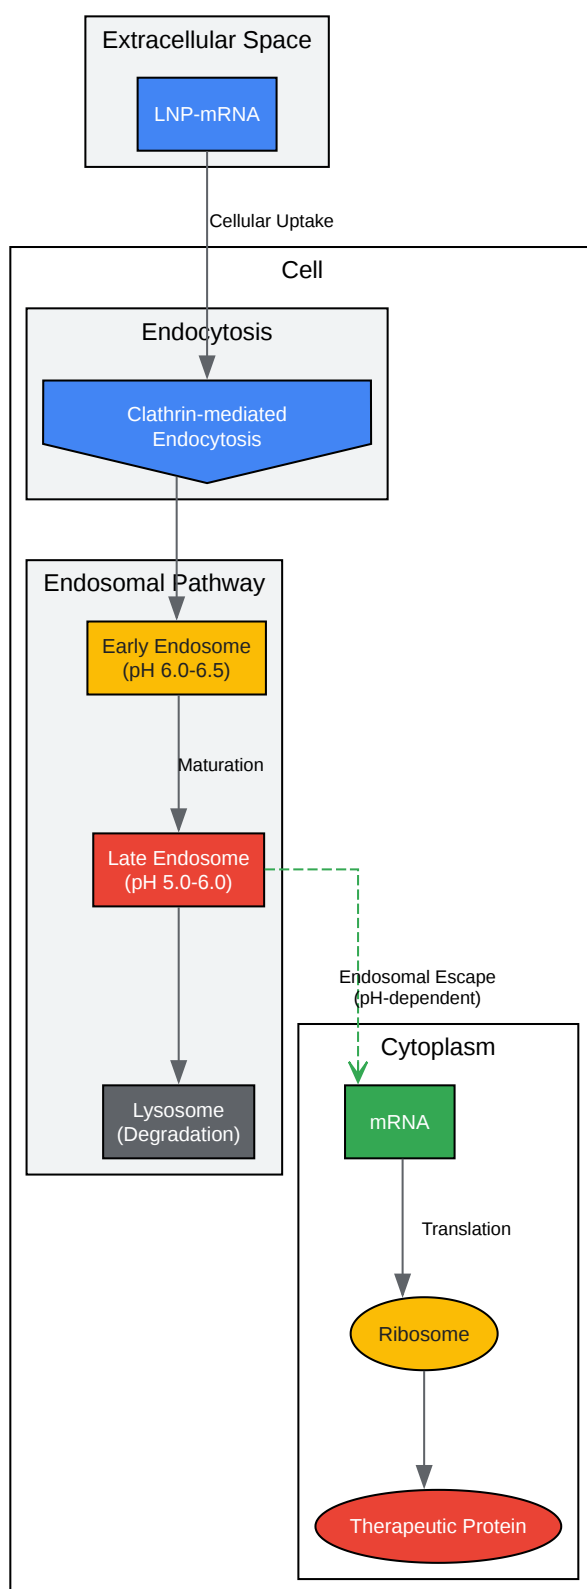 Extracellular Space
LNP-mRNA
Cellular Uptake
Cell
Endocytosis
Clathrin-mediated
Endocytosis
Endosomal Pathway
Early Endosome
(pH 6.0-6.5)
Maturation
Late Endosome
(pH 5.0-6.0)
Endosomal Escape
(pH-dependent)
Cytoplasm
Lysosome
(Degradation)
mRNA
Translation
Ribosome
Therapeutic Protein